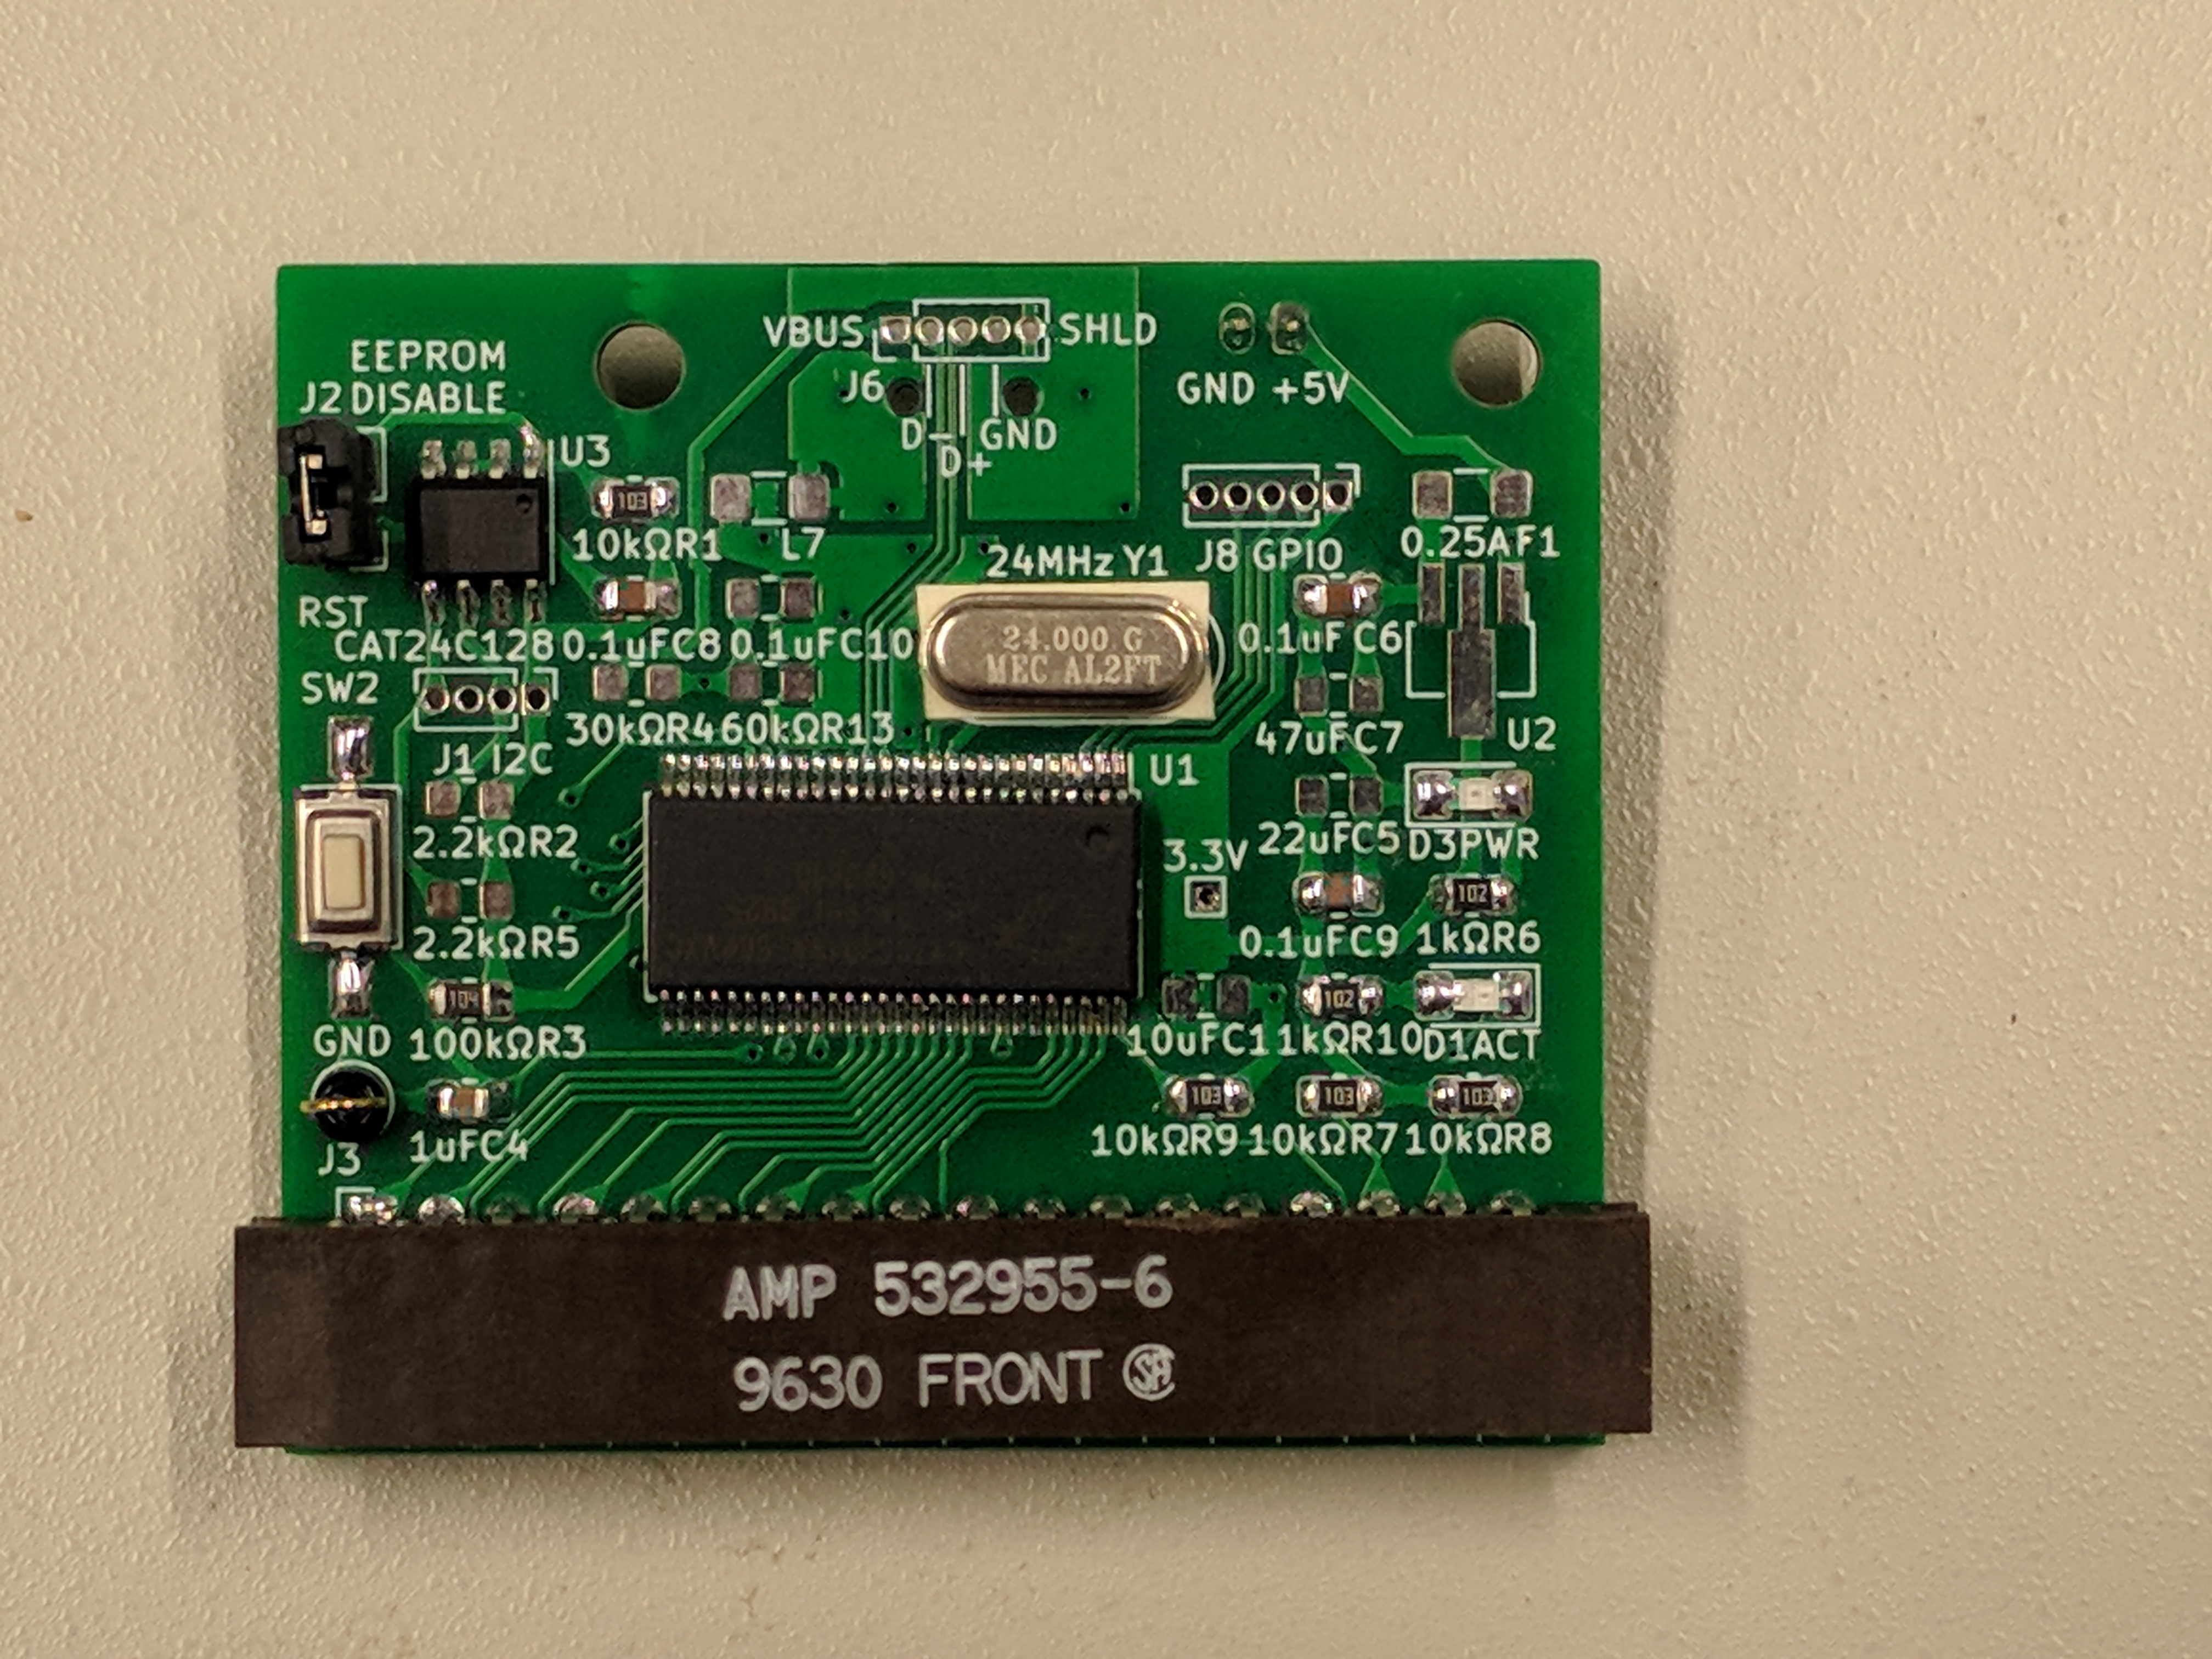 VBUS
SHLD
EEPROM
J2 DISABLE
J6
GND +5V
D- GND
D+
U3
103
10kΩR1
L7
24MHz Y1
J8 GPIO
0.25A F1
RST
CAT24C128
0.1uFC8
0.1uFC10
24.000 G
MEC AL2FT
0.1uF C6
SW2
30kΩR4
60kΩR13
47uFC7
U2
J1 I2C
U1
2.2kΩR2
3.3V
22uFC5
D3PWR
102
2.2kΩR5
0.1uFC9
1kΩR6
104
102
GND
100kΩR3
10uFC1
1kΩR10
D1ACT
103
103
103
J3
1uFC4
10kΩR9
10kΩR7
10kΩR8
AMP 532955-6
9630 FRONT